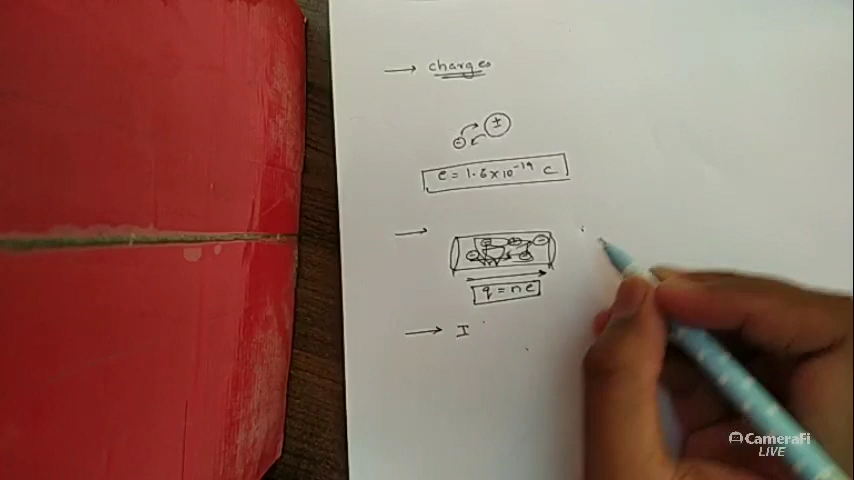 → charges
- ±
e = 1.6 × 10⁻¹⁹ C
→
q = ne
→ I
CameraFi
LIVE